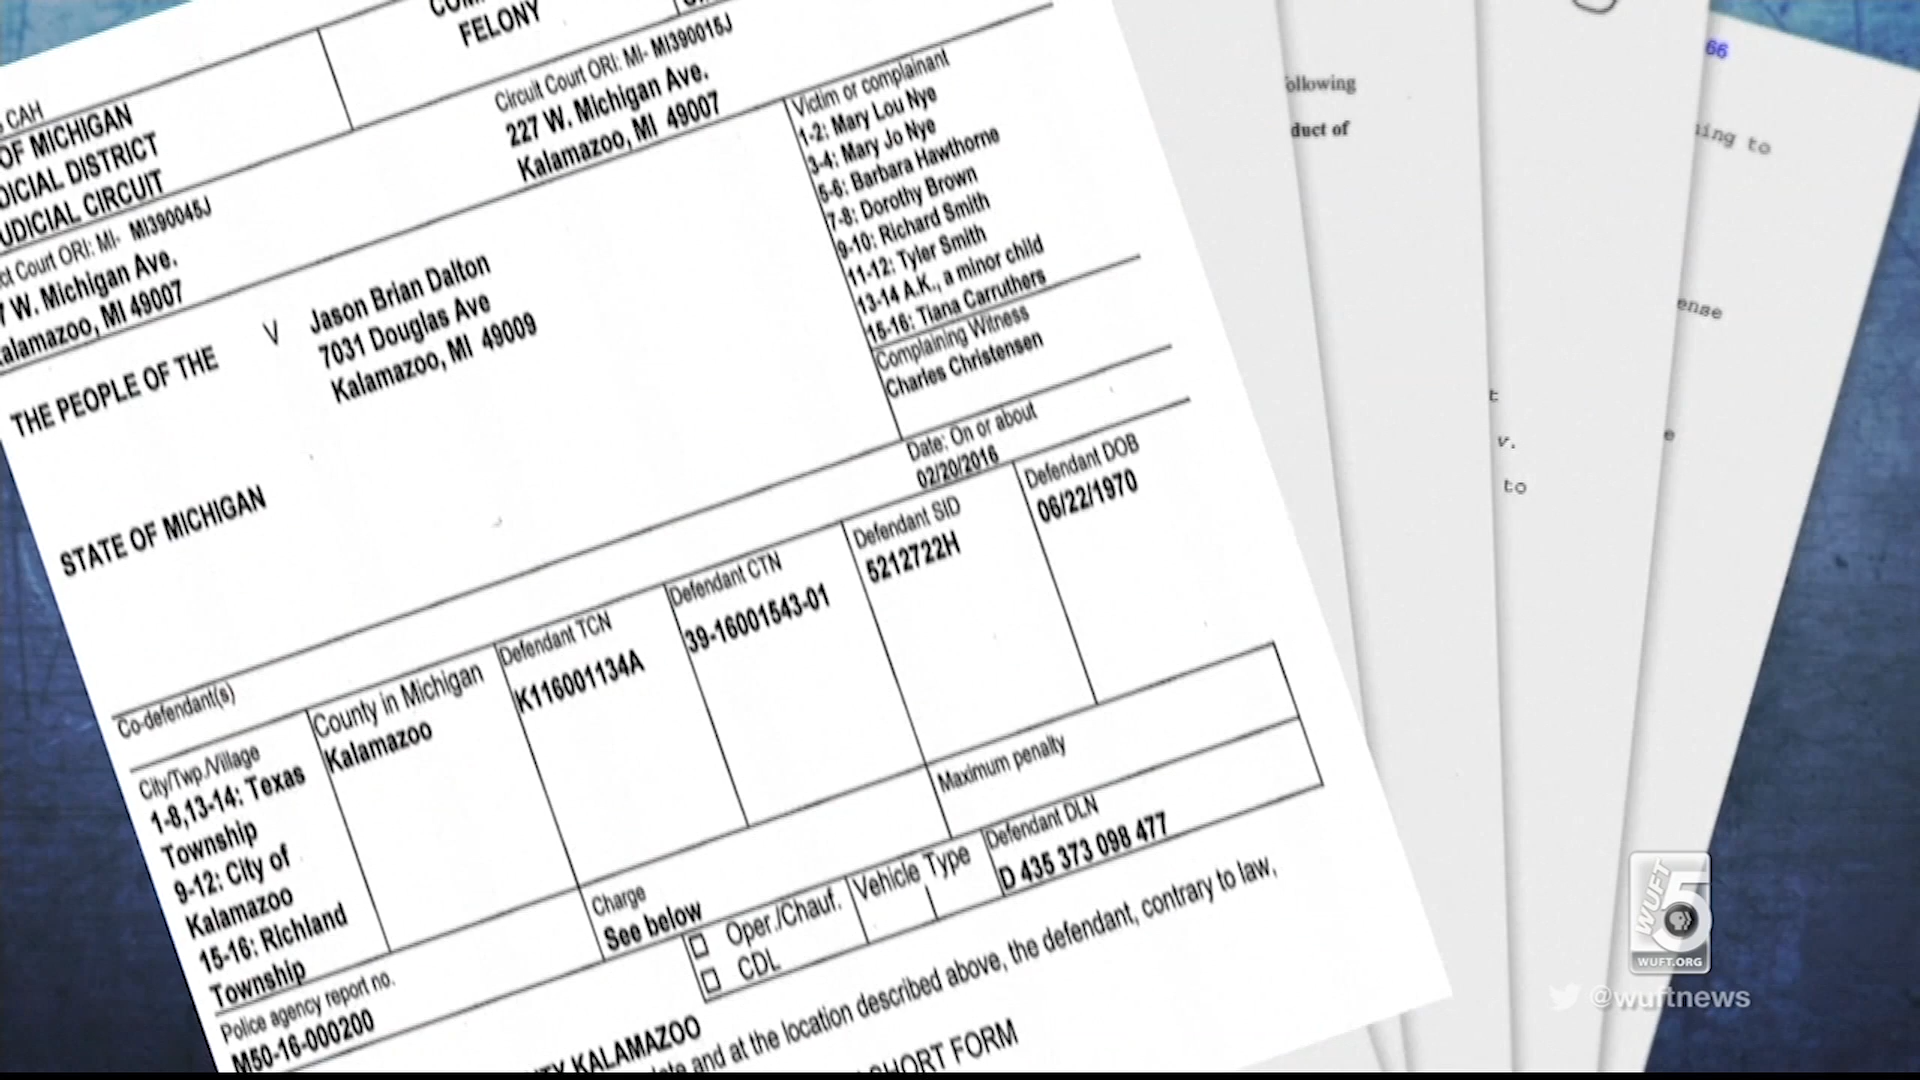 FELONY
CAH
OF MICHIGAN
DICIAL DISTRICT
UDICIAL CIRCUIT
Court ORI: MI- MI390045J
W. Michigan Ave.
Kalamazoo, MI 49007
Circuit Court ORI: MI- MI390015J
227 W. Michigan Ave.
Kalamazoo, MI 49007
THE PEOPLE OF THE
STATE OF MICHIGAN
V
Jason Brian Dalton
7031 Douglas Ave
Kalamazoo, MI 49009
Victim or complainant
1-2: Mary Lou Nye
3-4: Mary Jo Nye
5-6: Barbara Hawthorne
7-8: Dorothy Brown
9-10: Richard Smith
11-12: Tyler Smith
13-14 A.K., a minor child
15-16: Tiana Carruthers
Complaining Witness
Charles Christensen
Date: On or about
02/20/2016
Co-defendant(s)
City/Twp./Village
1-8,13-14: Texas
Township
9-12: City of
Kalamazoo
15-16: Richland
Township
County in Michigan
Kalamazoo
Defendant TCN
K116001134A
Defendant CTN
39-16001543-01
Defendant SID
5212722H
Defendant DOB
06/22/1970
Police agency report no.
M50-16-000200
Charge
See below
Maximum penalty
Oper./Chauf.
CDL
Vehicle Type
Defendant DLN
D 435 373 098 477
KALAMAZOO
and at the location described above, the defendant, contrary to law,
SHORT FORM
ollowing
duct of
t
v.
to
66
ing to
ense
e
WUFT 5
WUFT.ORG
@wuftnews